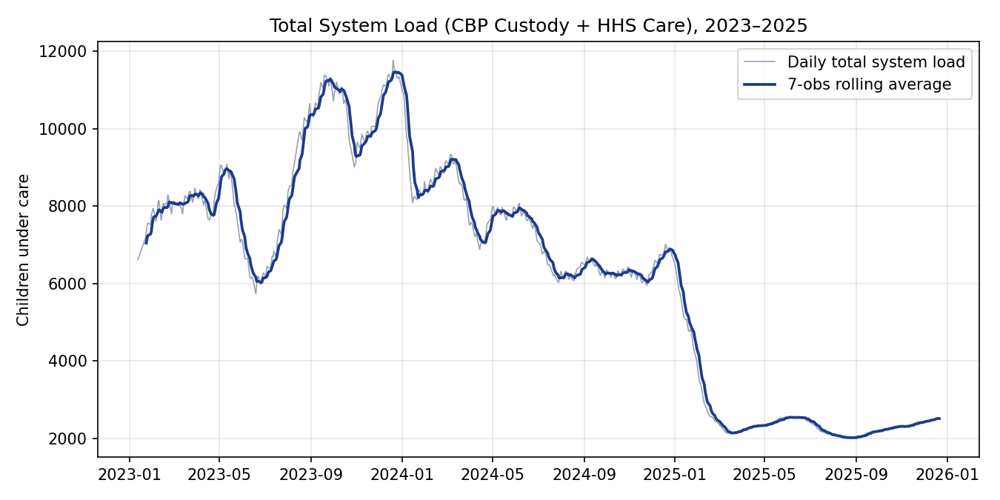 Total System Load (CBP Custody + HHS Care), 2023–2025
Children under care
12000
10000
8000
6000
4000
2000
Daily total system load
7-obs rolling average
2023-01 2023-05 2023-09 2024-01 2024-05 2024-09 2025-01 2025-05 2025-09 2026-01